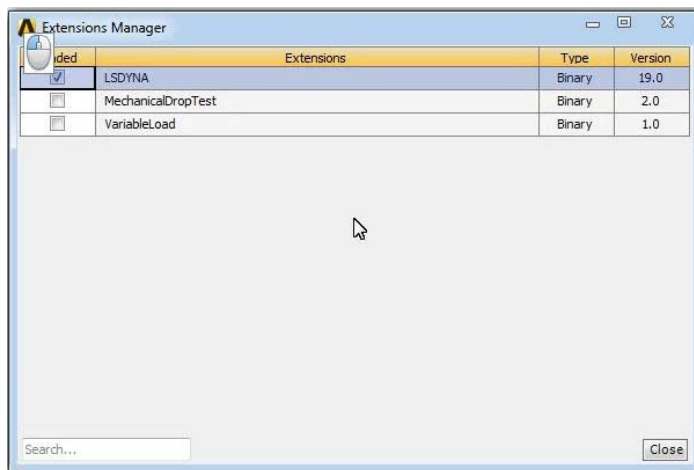 Extensions Manager
ded Extensions Type Version
LSDYNA Binary 19.0
MechanicalDropTest Binary 2.0
VariableLoad Binary 1.0
Search... Close